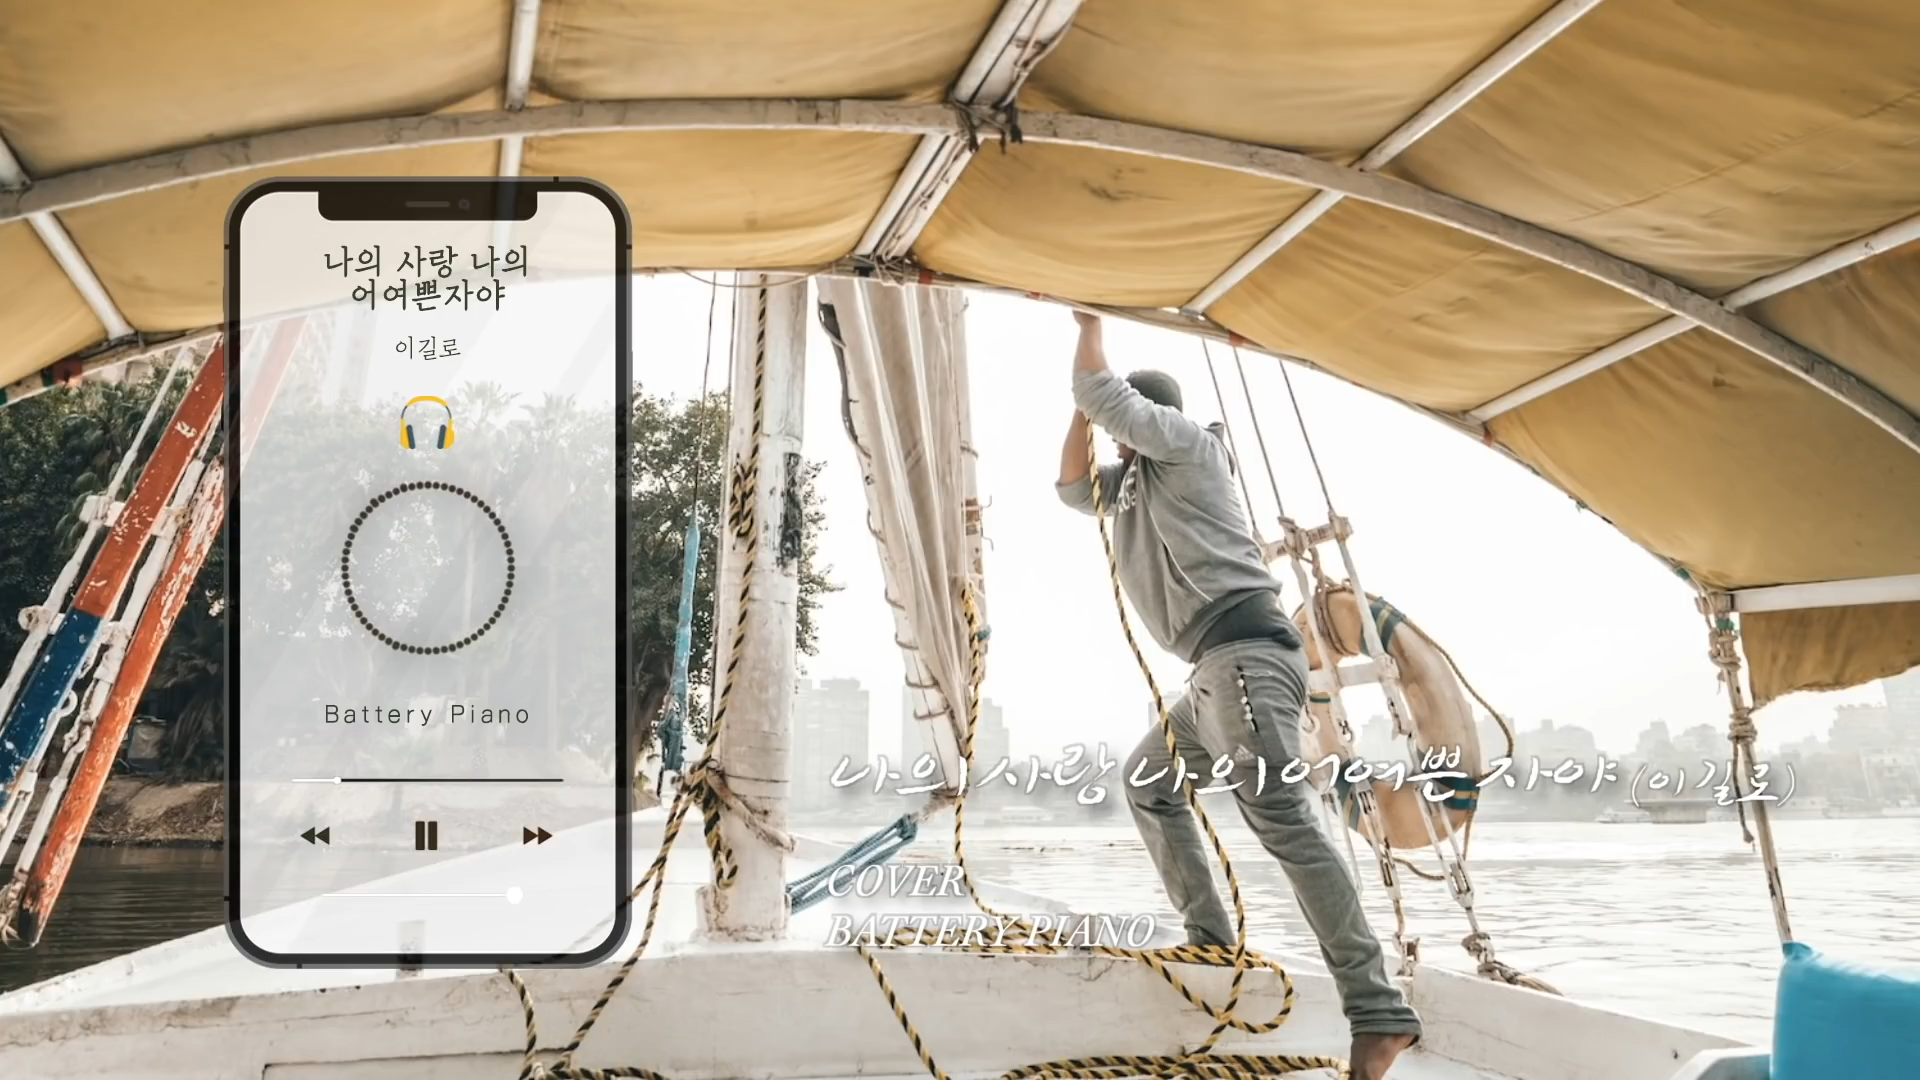 나의 사랑 나의
어여쁜자야
이길로
Battery Piano
나의 사랑 나의 어여쁜 자야 (이길로)
COVER
BATTERY PIANO